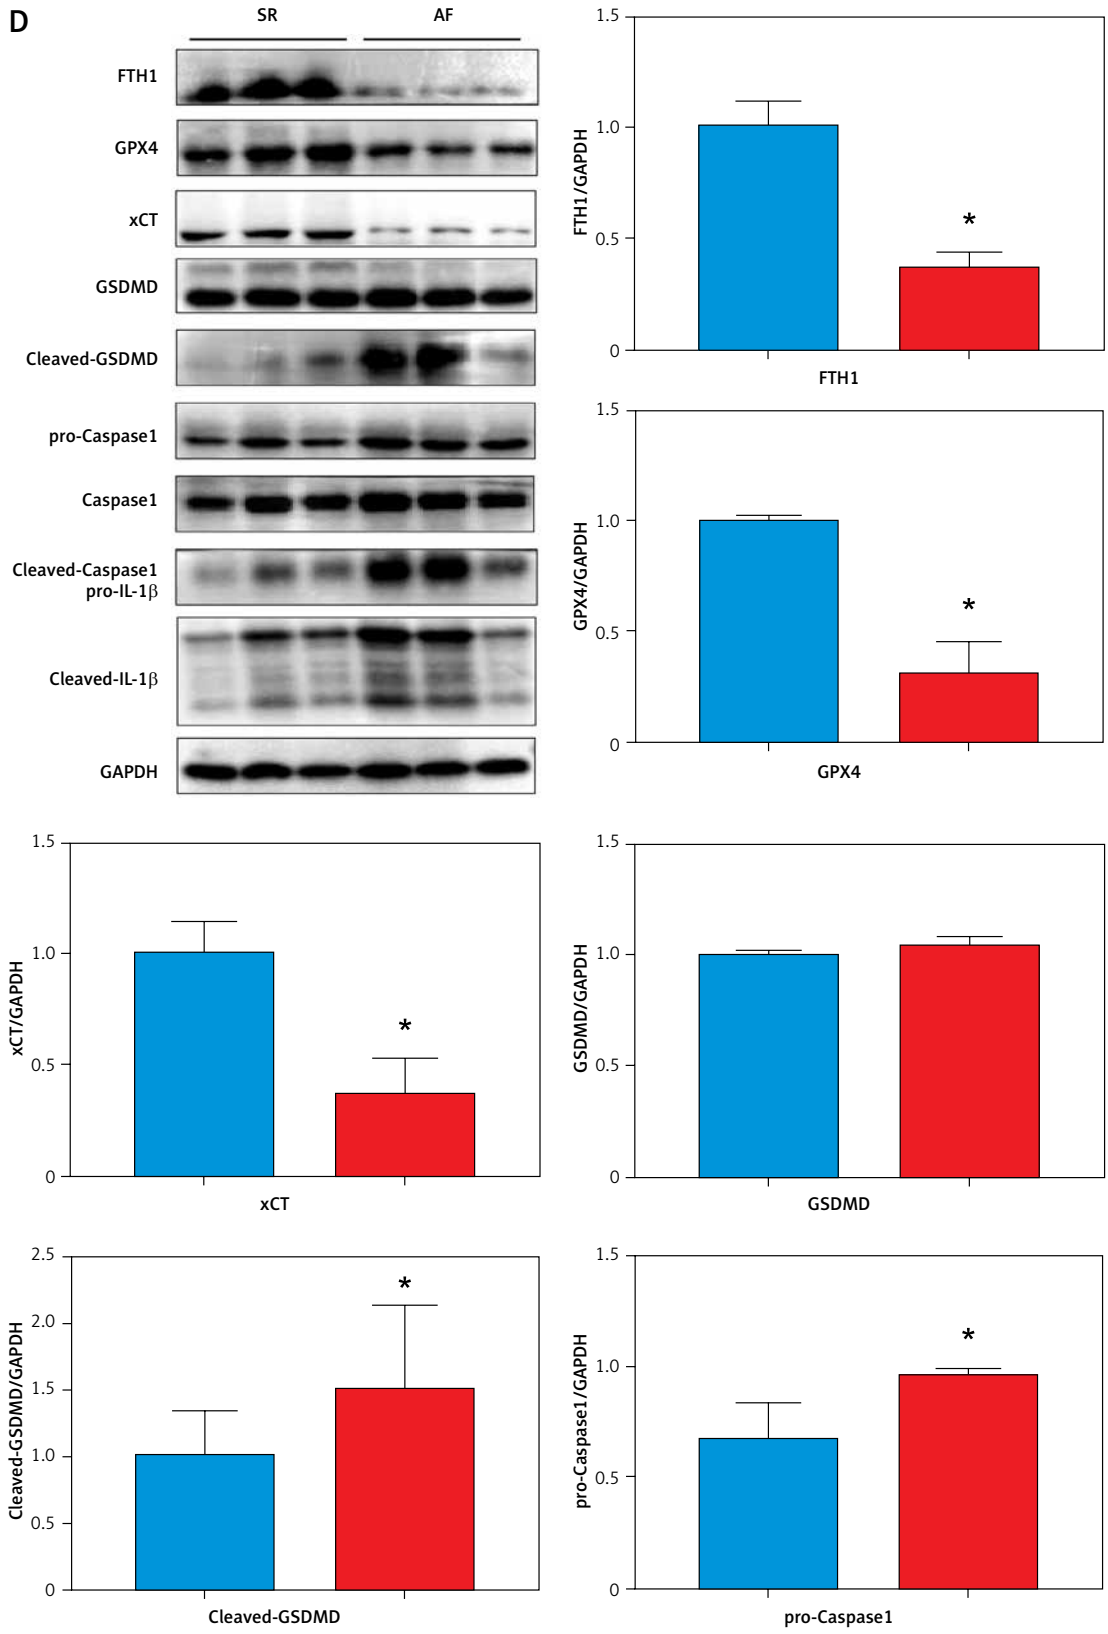 D
SR AF
FTH1
GPX4
xCT
GSDMD
Cleaved-GSDMD
pro-Caspase1
Caspase1
Cleaved-Caspase1
pro-IL-1β
Cleaved-IL-1β
GAPDH
FTH1/GAPDH
1.5
1.0
0.5
0
*
FTH1
GPX4/GAPDH
1.5
1.0
0.5
0
*
GPX4
xCT/GAPDH
1.5
1.0
0.5
0
*
xCT
GSDMD/GAPDH
1.5
1.0
0.5
0
GSDMD
Cleaved-GSDMD/GAPDH
2.5
2.0
1.5
1.0
0.5
0
*
Cleaved-GSDMD
pro-Caspase1/GAPDH
1.5
1.0
0.5
0
*
pro-Caspase1